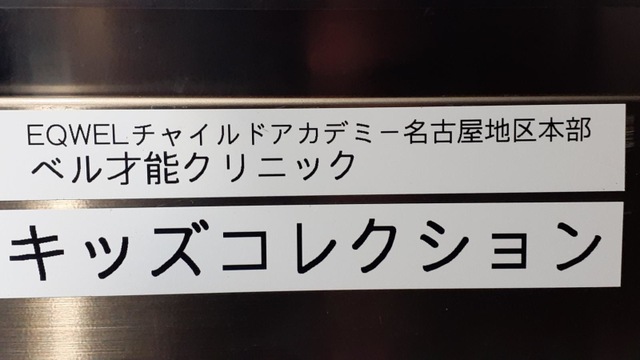 EQWELチャイルドアカデミー名古屋地区本部
ベル才能クリニック
キッズコレクション